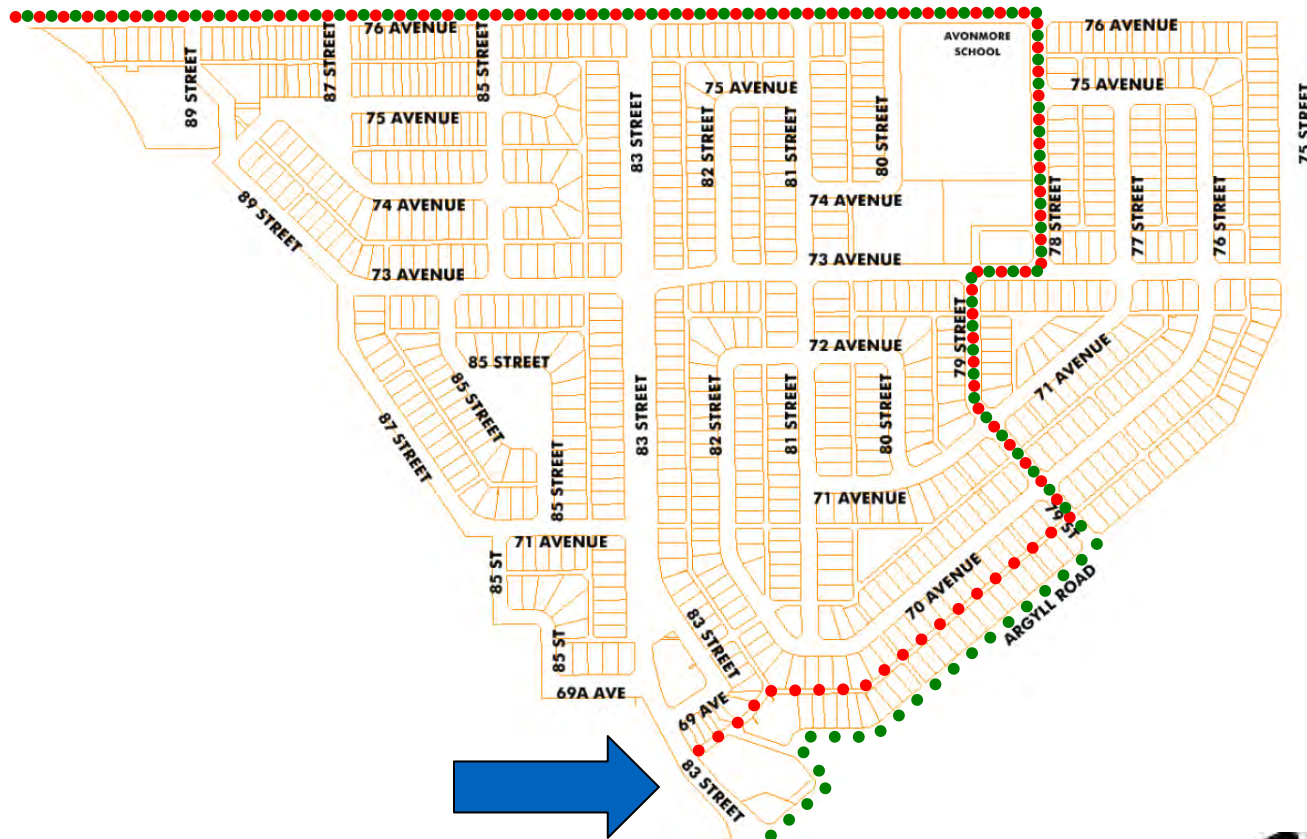 76 AVENUE
AVONMORE
SCHOOL
76 AVENUE
89 STREET
87 STREET
85 STREET
83 STREET
75 AVENUE
75 AVENUE
75 AVENUE
75 STREET
82 STREET
81 STREET
80 STREET
74 AVENUE
74 AVENUE
78 STREET
77 STREET
76 STREET
89 STREET
73 AVENUE
73 AVENUE
79 STREET
72 AVENUE
71 AVENUE
85 STREET
85 STREET
87 STREET
83 STREET
82 STREET
81 STREET
80 STREET
85 STREET
71 AVENUE
71 AVENUE
79 ST
85 ST
70 AVENUE
ARGYLL ROAD
83 STREET
85 ST
69A AVE
69 AVE
83 STREET